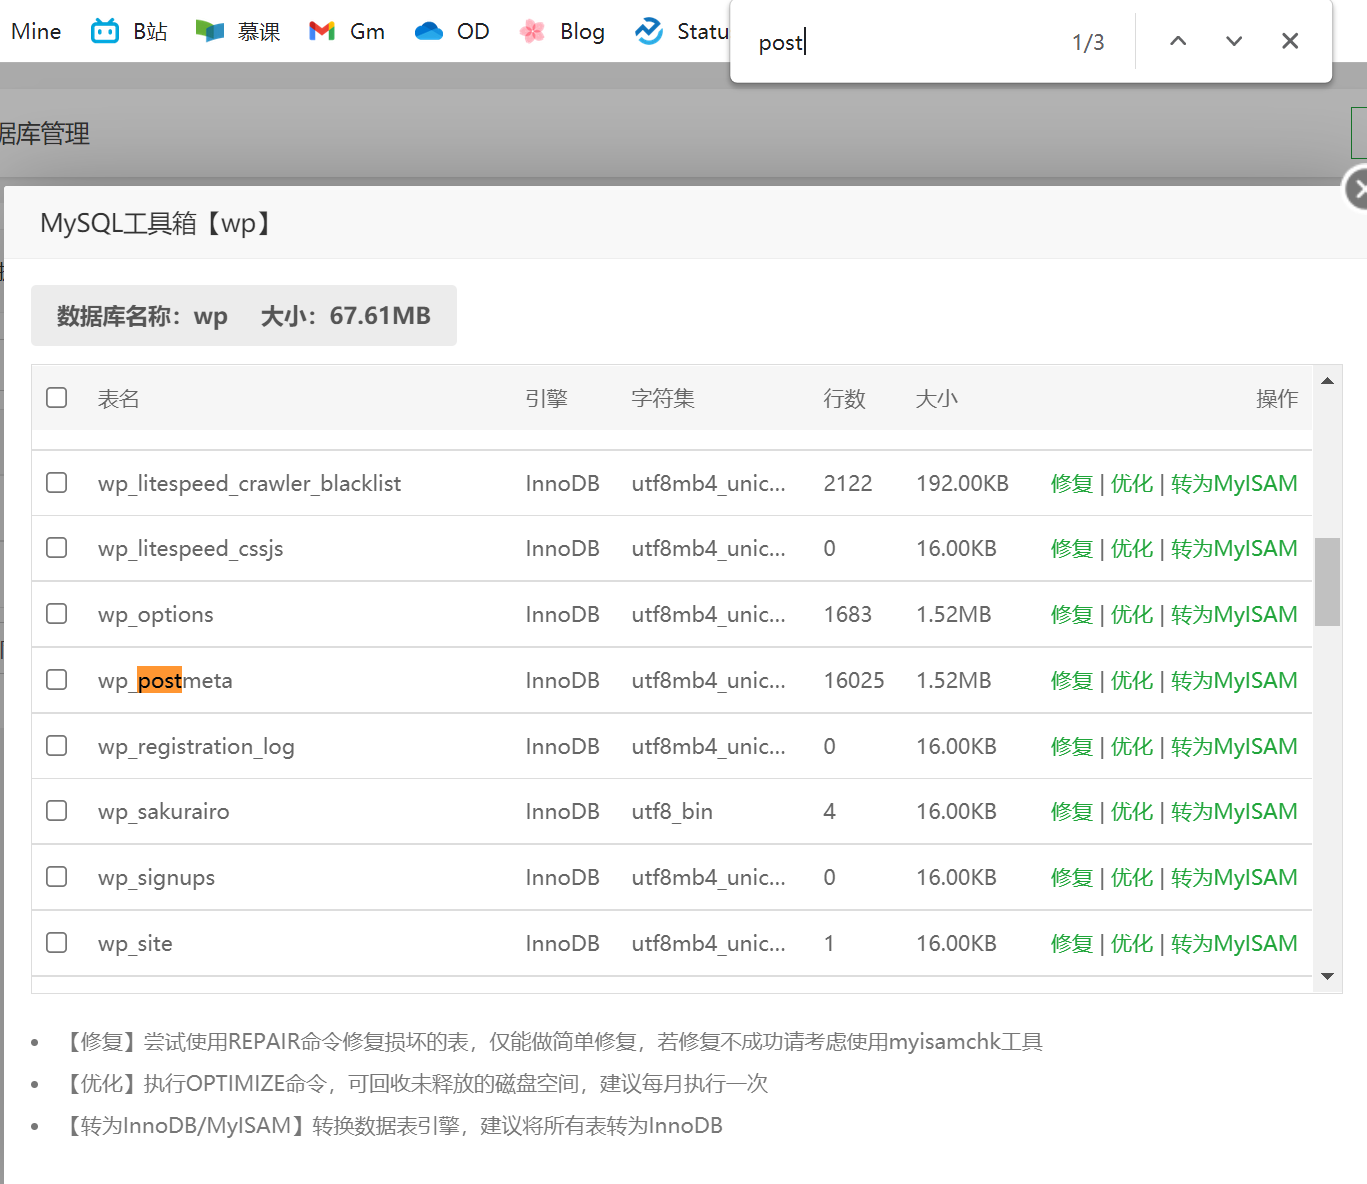 Mine B站 慕课 Gm OD Blog Statu
post 1/3
据库管理
MySQL工具箱【wp】
数据库名称：wp 大小：67.61MB
表名 引擎 字符集 行数 大小 操作
wp_litespeed_crawler_blacklist InnoDB utf8mb4_unic... 2122 192.00KB 修复 | 优化 | 转为MyISAM
wp_litespeed_cssjs InnoDB utf8mb4_unic... 0 16.00KB 修复 | 优化 | 转为MyISAM
wp_options InnoDB utf8mb4_unic... 1683 1.52MB 修复 | 优化 | 转为MyISAM
wp_postmeta InnoDB utf8mb4_unic... 16025 1.52MB 修复 | 优化 | 转为MyISAM
wp_registration_log InnoDB utf8mb4_unic... 0 16.00KB 修复 | 优化 | 转为MyISAM
wp_sakurairo InnoDB utf8_bin 4 16.00KB 修复 | 优化 | 转为MyISAM
wp_signups InnoDB utf8mb4_unic... 0 16.00KB 修复 | 优化 | 转为MyISAM
wp_site InnoDB utf8mb4_unic... 1 16.00KB 修复 | 优化 | 转为MyISAM
• 【修复】尝试使用REPAIR命令修复损坏的表，仅能做简单修复，若修复不成功请考虑使用myisamchk工具
• 【优化】执行OPTIMIZE命令，可回收未释放的磁盘空间，建议每月执行一次
• 【转为InnoDB/MyISAM】转换数据表引擎，建议将所有表转为InnoDB